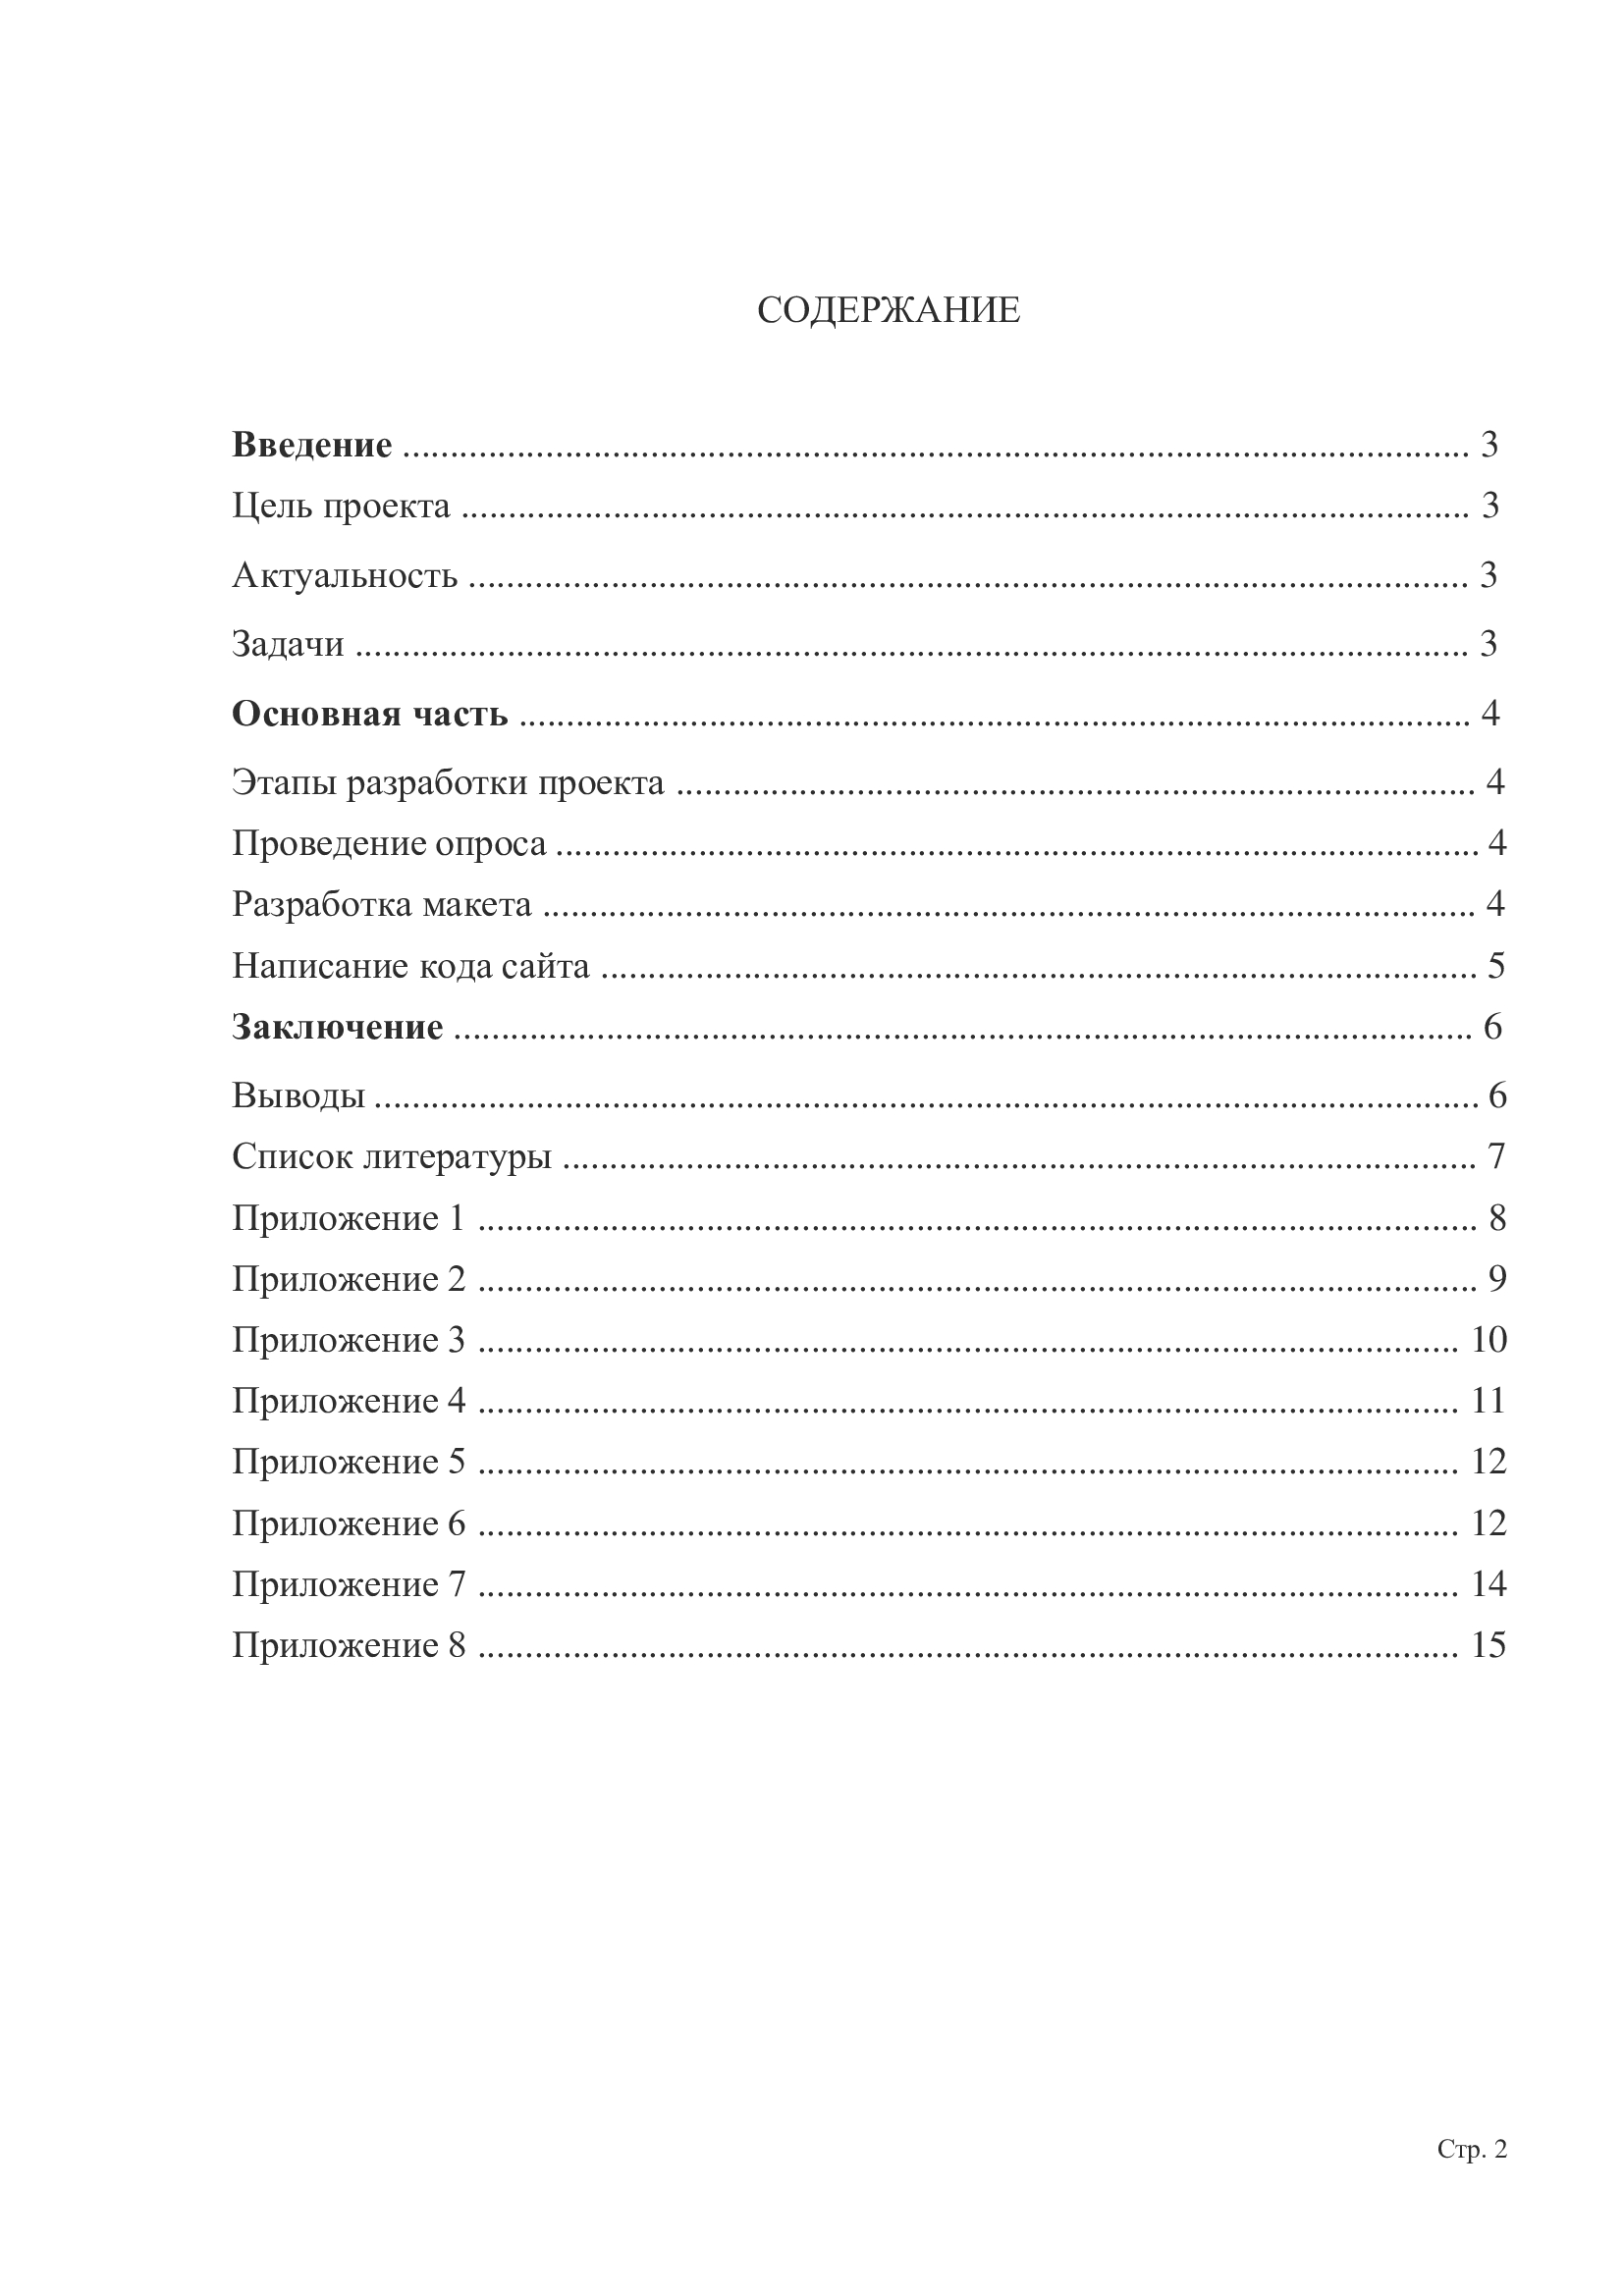 СОДЕРЖАНИЕ
Введение ........................ 3
Цель проекта ........................ 3
Актуальность ........................ 3
Задачи ........................ 3
Основная часть ........................ 4
Этапы разработки проекта ........................ 4
Проведение опроса ........................ 4
Разработка макета ........................ 4
Написание кода сайта ........................ 5
Заключение ........................ 6
Выводы ........................ 6
Список литературы ........................ 7
Приложение 1 ........................ 8
Приложение 2 ........................ 9
Приложение 3 ........................ 10
Приложение 4 ........................ 11
Приложение 5 ........................ 12
Приложение 6 ........................ 12
Приложение 7 ........................ 14
Приложение 8 ........................ 15
Стр. 2